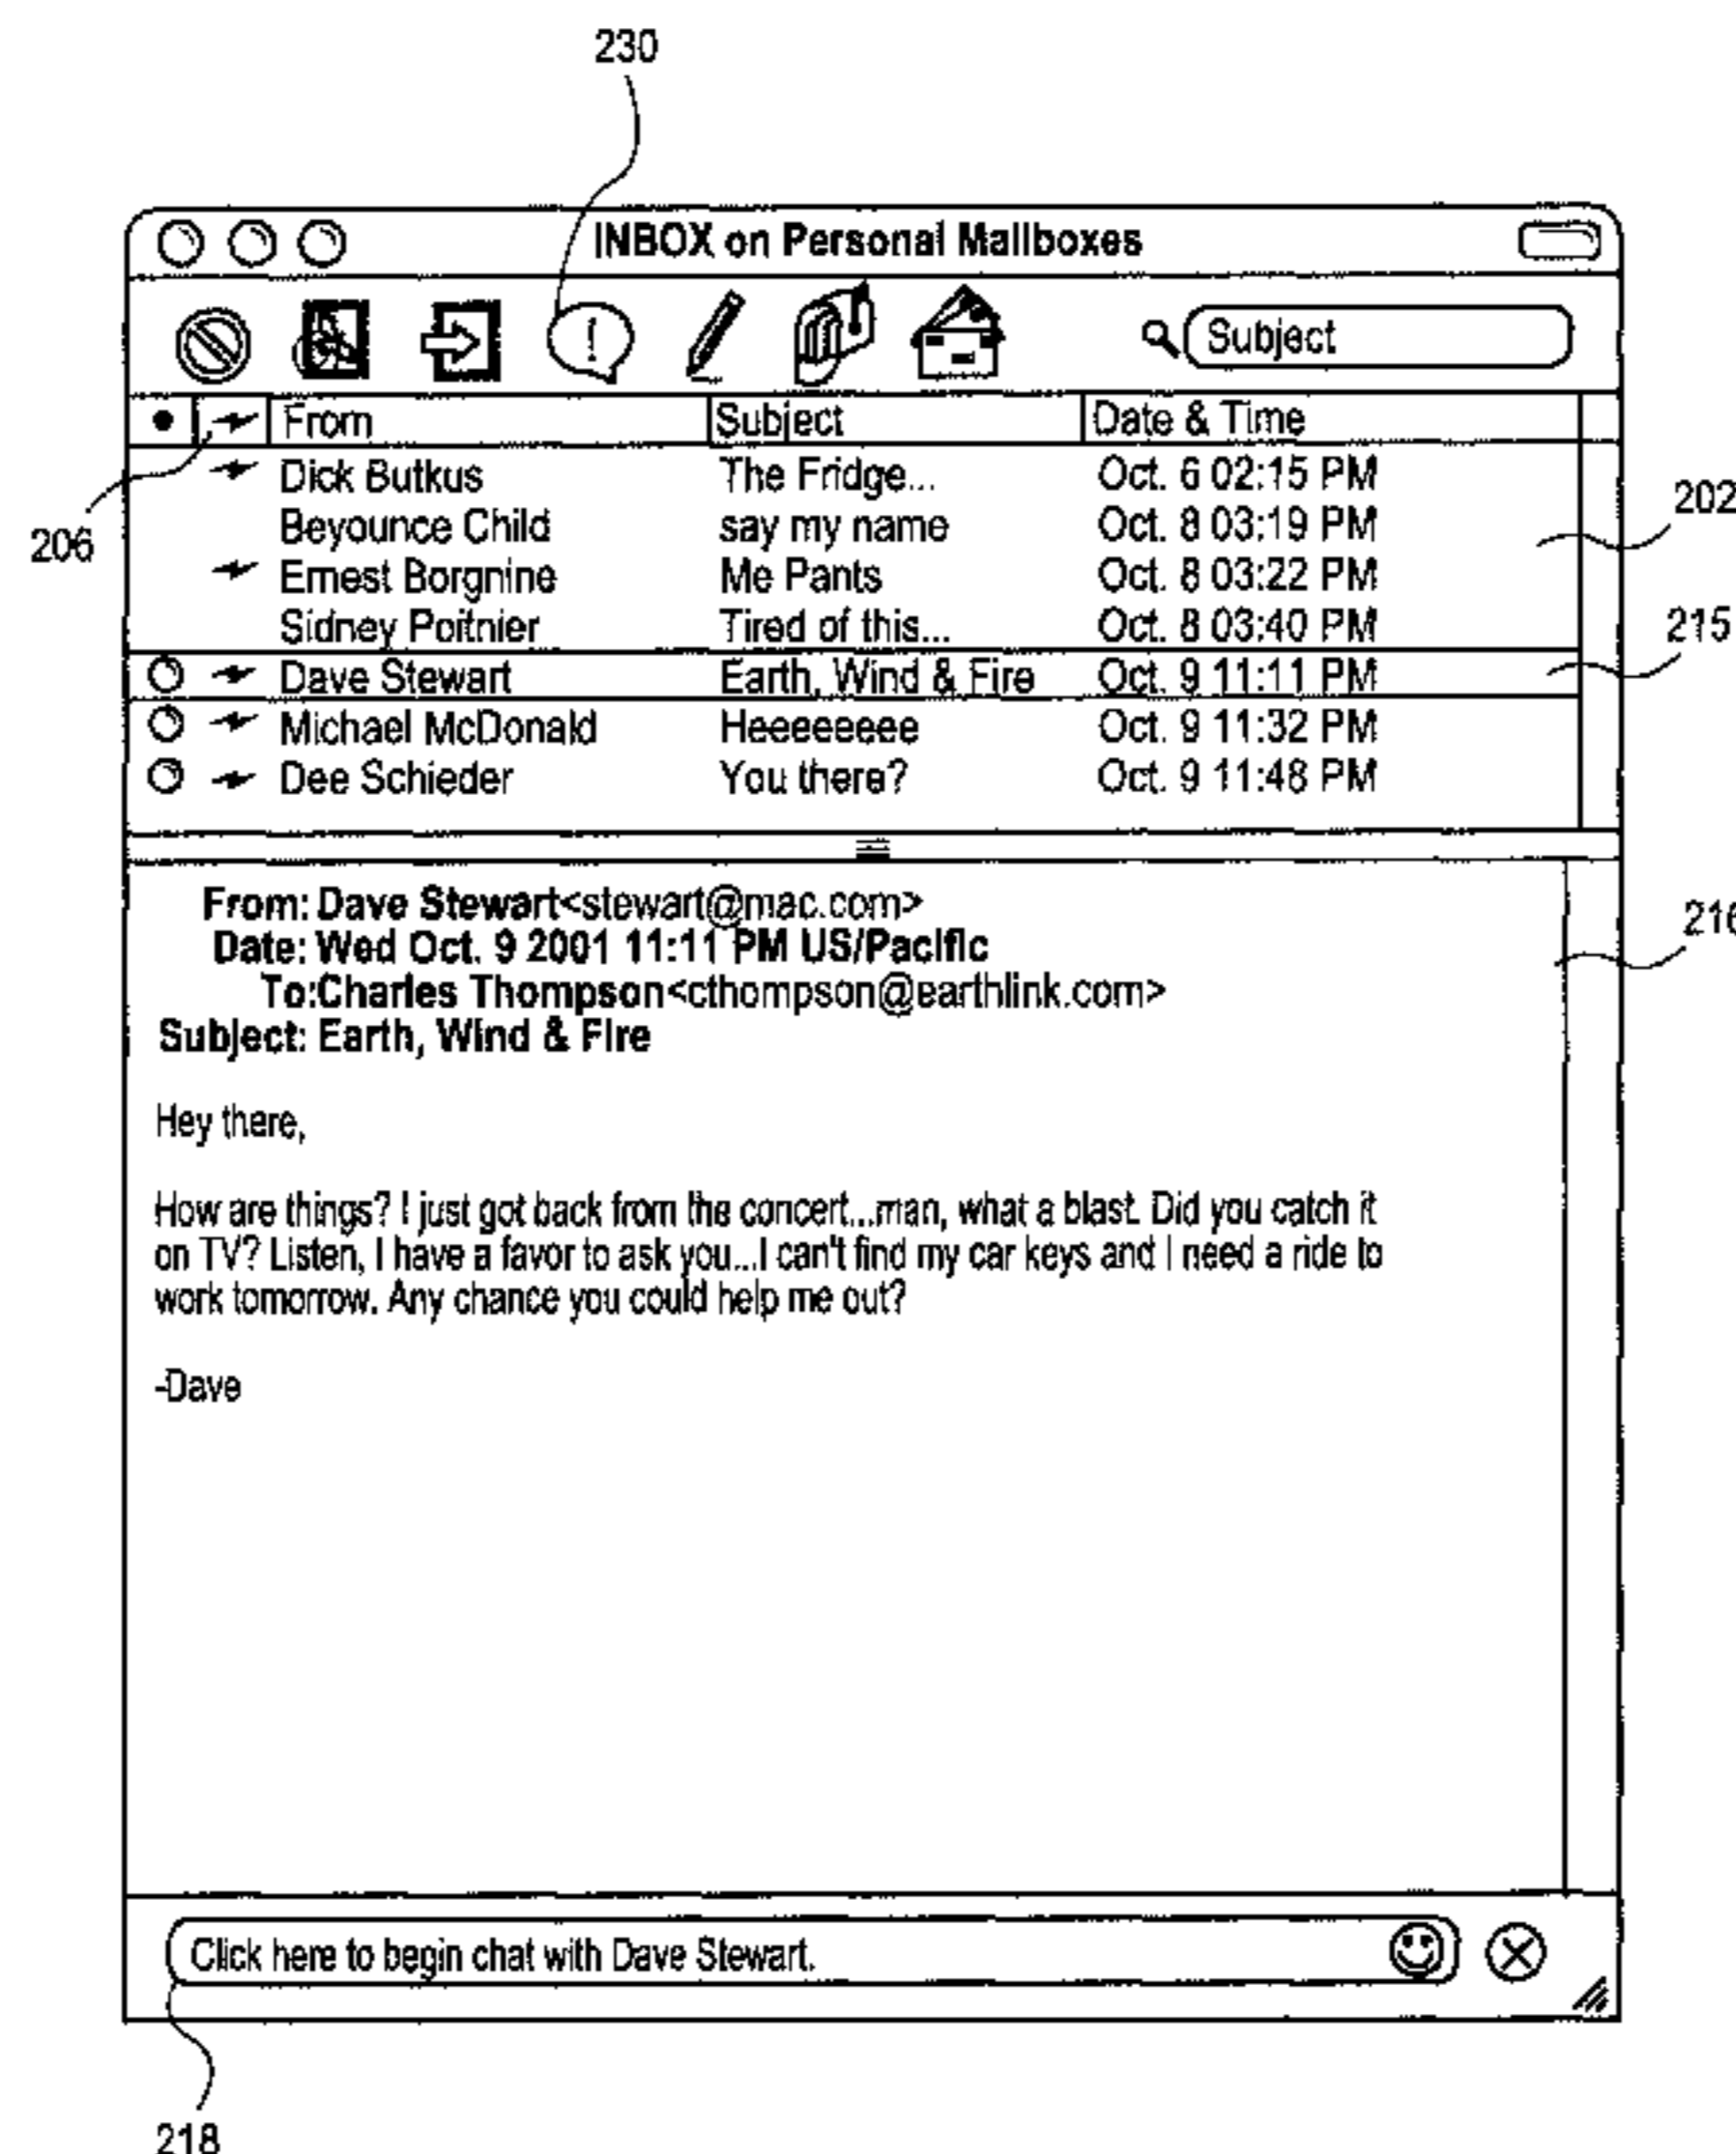 230
INBOX on Personal Mailboxes
Subject
From Subject Date & Time
Dick Butkus The Fridge... Oct. 6 02:15 PM
202
Beyounce Child say my name Oct. 8 03:19 PM
206
Ernest Borgnine Me Pants Oct. 8 03:22 PM
Sidney Poitnier Tired of this... Oct. 8 03:40 PM
215
Dave Stewart Earth, Wind & Fire Oct. 9 11:11 PM
Michael McDonald Heeeeeeee Oct. 9 11:32 PM
Dee Schieder You there? Oct. 9 11:48 PM
From: Dave Stewart<stewart@mac.com>
216
Date: Wed Oct. 9 2001 11:11 PM US/Pacific
To:Charles Thompson<cthompson@earthlink.com>
Subject: Earth, Wind & Fire
Hey there,
How are things? I just got back from the concert...man, what a blast. Did you catch it
on TV? Listen, I have a favor to ask you...I can't find my car keys and I need a ride to
work tomorrow. Any chance you could help me out?
-Dave
Click here to begin chat with Dave Stewart.
218